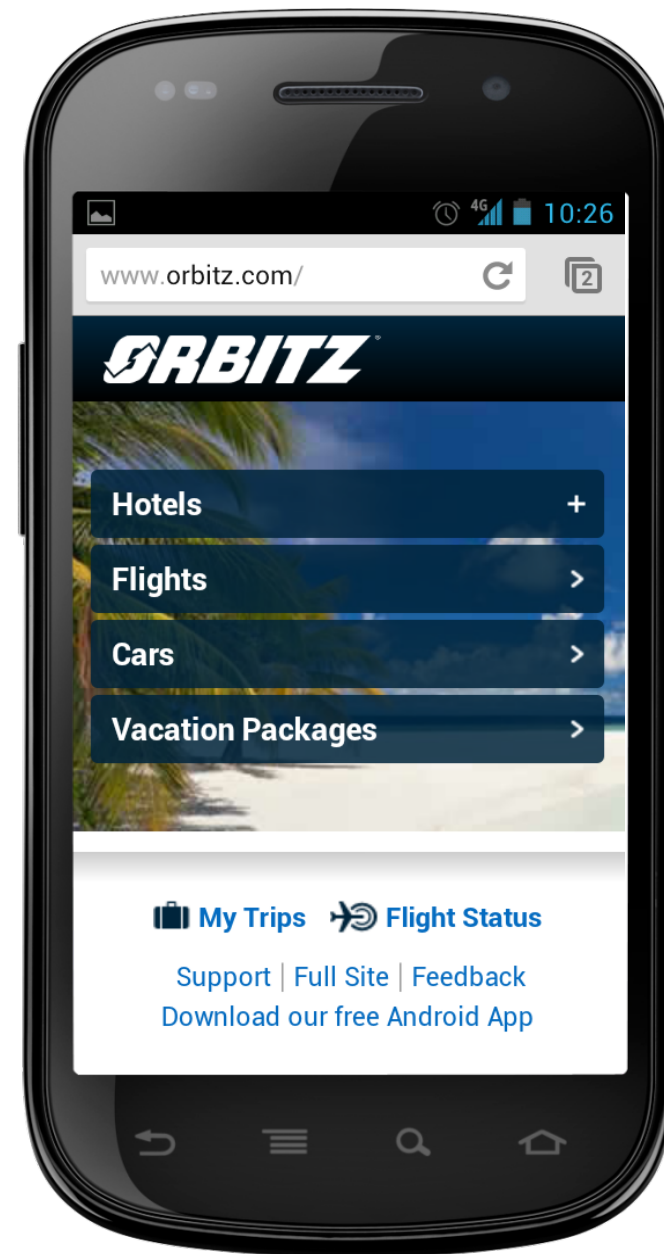 4G 10:26
www.orbitz.com/ 2
ORBITZ
Hotels +
Flights >
Cars >
Vacation Packages >
My Trips Flight Status
Support | Full Site | Feedback
Download our free Android App